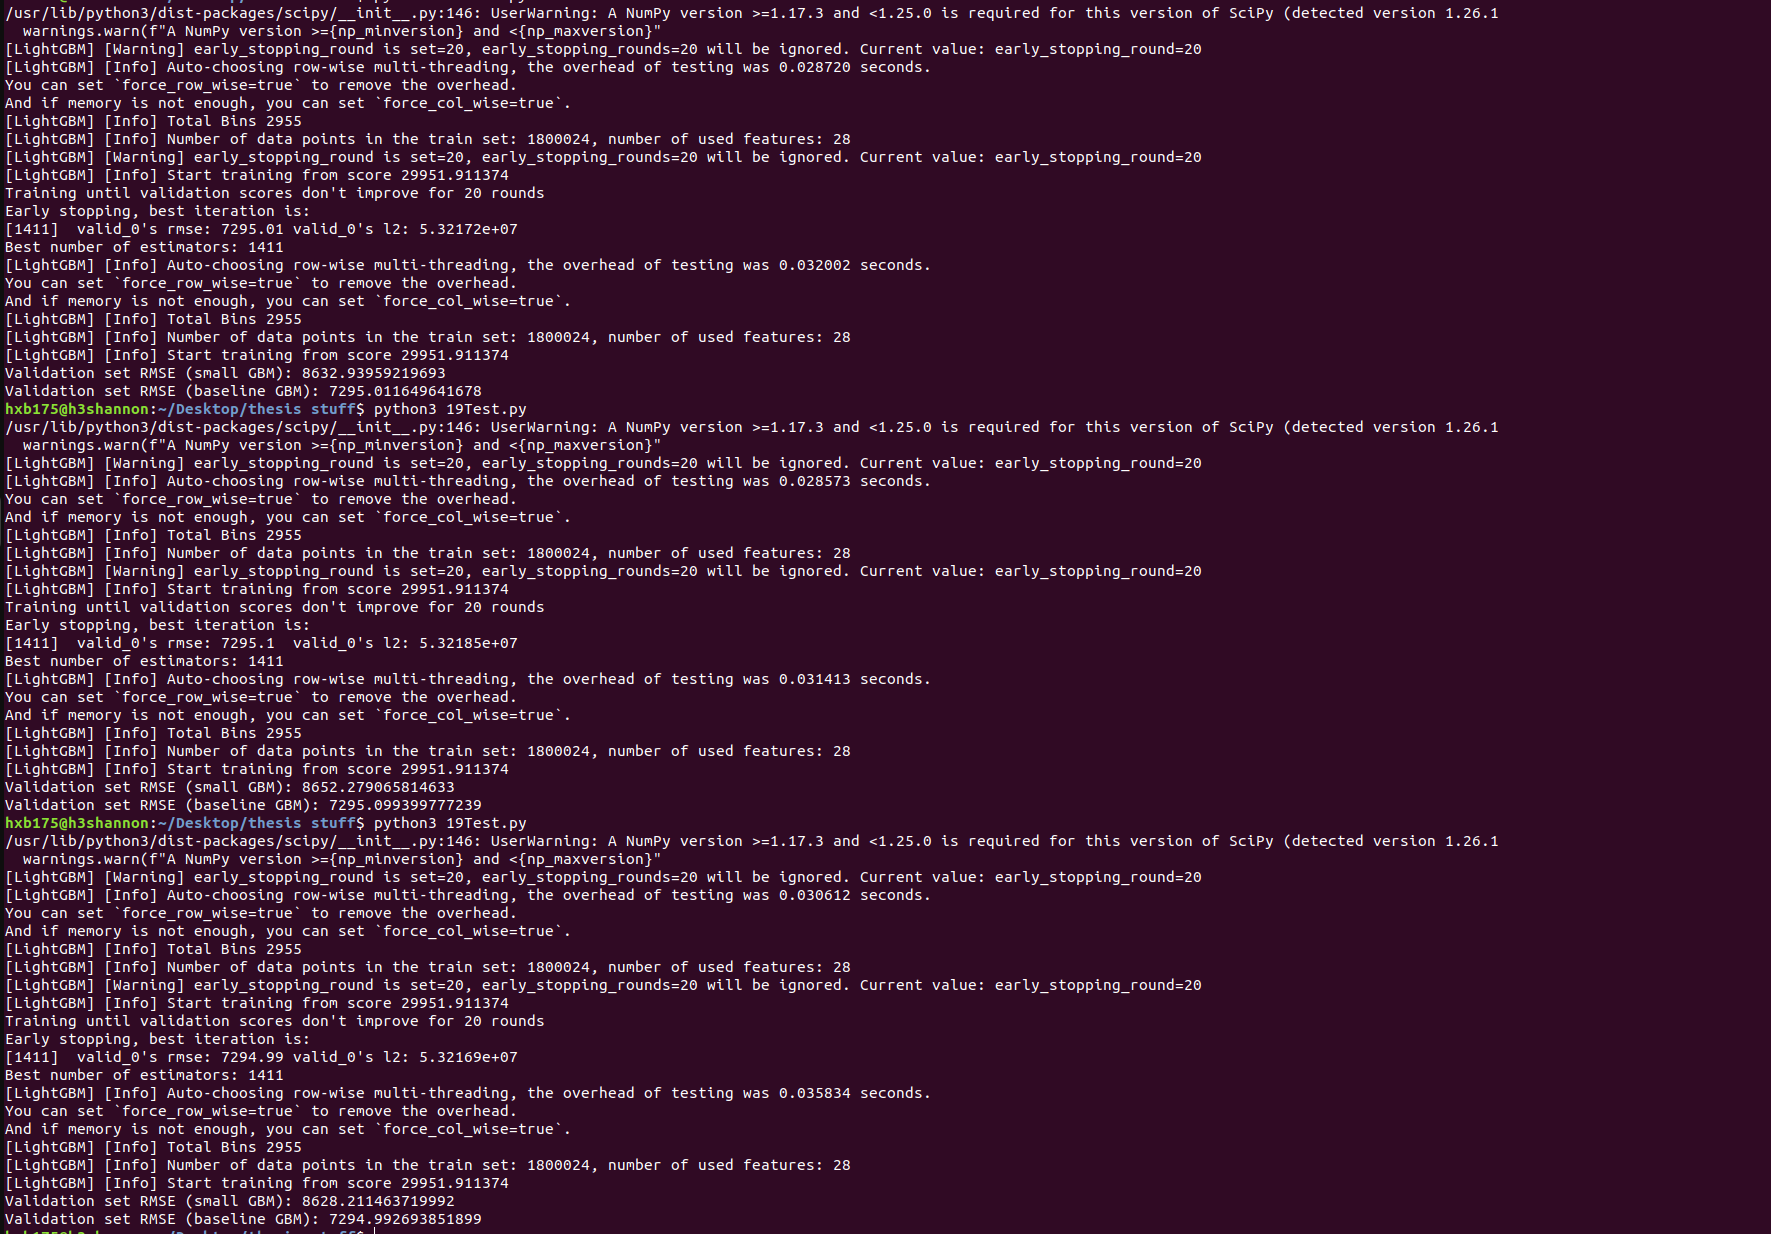 /usr/lib/python3/dist-packages/scipy/__init__.py:146: UserWarning: A NumPy version >=1.17.3 and <1.25.0 is required for this version of SciPy (detected version 1.26.1
  warnings.warn(f"A NumPy version >={np_minversion} and <{np_maxversion}"
[LightGBM] [Warning] early_stopping_round is set=20, early_stopping_rounds=20 will be ignored. Current value: early_stopping_round=20
[LightGBM] [Info] Auto-choosing row-wise multi-threading, the overhead of testing was 0.028720 seconds.
You can set `force_row_wise=true` to remove the overhead.
And if memory is not enough, you can set `force_col_wise=true`.
[LightGBM] [Info] Total Bins 2955
[LightGBM] [Info] Number of data points in the train set: 1800024, number of used features: 28
[LightGBM] [Warning] early_stopping_round is set=20, early_stopping_rounds=20 will be ignored. Current value: early_stopping_round=20
[LightGBM] [Info] Start training from score 29951.911374
Training until validation scores don't improve for 20 rounds
Early stopping, best iteration is:
[1411]  valid_0's rmse: 7295.01 valid_0's l2: 5.32172e+07
Best number of estimators: 1411
[LightGBM] [Info] Auto-choosing row-wise multi-threading, the overhead of testing was 0.032002 seconds.
You can set `force_row_wise=true` to remove the overhead.
And if memory is not enough, you can set `force_col_wise=true`.
[LightGBM] [Info] Total Bins 2955
[LightGBM] [Info] Number of data points in the train set: 1800024, number of used features: 28
[LightGBM] [Info] Start training from score 29951.911374
Validation set RMSE (small GBM): 8632.93959219693
Validation set RMSE (baseline GBM): 7295.011649641678
hxb175@h3shannon:~/Desktop/thesis stuff$ python3 19Test.py
/usr/lib/python3/dist-packages/scipy/__init__.py:146: UserWarning: A NumPy version >=1.17.3 and <1.25.0 is required for this version of SciPy (detected version 1.26.1
  warnings.warn(f"A NumPy version >={np_minversion} and <{np_maxversion}"
[LightGBM] [Warning] early_stopping_round is set=20, early_stopping_rounds=20 will be ignored. Current value: early_stopping_round=20
[LightGBM] [Info] Auto-choosing row-wise multi-threading, the overhead of testing was 0.028573 seconds.
You can set `force_row_wise=true` to remove the overhead.
And if memory is not enough, you can set `force_col_wise=true`.
[LightGBM] [Info] Total Bins 2955
[LightGBM] [Info] Number of data points in the train set: 1800024, number of used features: 28
[LightGBM] [Warning] early_stopping_round is set=20, early_stopping_rounds=20 will be ignored. Current value: early_stopping_round=20
[LightGBM] [Info] Start training from score 29951.911374
Training until validation scores don't improve for 20 rounds
Early stopping, best iteration is:
[1411]  valid_0's rmse: 7295.1  valid_0's l2: 5.32185e+07
Best number of estimators: 1411
[LightGBM] [Info] Auto-choosing row-wise multi-threading, the overhead of testing was 0.031413 seconds.
You can set `force_row_wise=true` to remove the overhead.
And if memory is not enough, you can set `force_col_wise=true`.
[LightGBM] [Info] Total Bins 2955
[LightGBM] [Info] Number of data points in the train set: 1800024, number of used features: 28
[LightGBM] [Info] Start training from score 29951.911374
Validation set RMSE (small GBM): 8652.279065814633
Validation set RMSE (baseline GBM): 7295.099399777239
hxb175@h3shannon:~/Desktop/thesis stuff$ python3 19Test.py
/usr/lib/python3/dist-packages/scipy/__init__.py:146: UserWarning: A NumPy version >=1.17.3 and <1.25.0 is required for this version of SciPy (detected version 1.26.1
  warnings.warn(f"A NumPy version >={np_minversion} and <{np_maxversion}"
[LightGBM] [Warning] early_stopping_round is set=20, early_stopping_rounds=20 will be ignored. Current value: early_stopping_round=20
[LightGBM] [Info] Auto-choosing row-wise multi-threading, the overhead of testing was 0.030612 seconds.
You can set `force_row_wise=true` to remove the overhead.
And if memory is not enough, you can set `force_col_wise=true`.
[LightGBM] [Info] Total Bins 2955
[LightGBM] [Info] Number of data points in the train set: 1800024, number of used features: 28
[LightGBM] [Warning] early_stopping_round is set=20, early_stopping_rounds=20 will be ignored. Current value: early_stopping_round=20
[LightGBM] [Info] Start training from score 29951.911374
Training until validation scores don't improve for 20 rounds
Early stopping, best iteration is:
[1411]  valid_0's rmse: 7294.99 valid_0's l2: 5.32169e+07
Best number of estimators: 1411
[LightGBM] [Info] Auto-choosing row-wise multi-threading, the overhead of testing was 0.035834 seconds.
You can set `force_row_wise=true` to remove the overhead.
And if memory is not enough, you can set `force_col_wise=true`.
[LightGBM] [Info] Total Bins 2955
[LightGBM] [Info] Number of data points in the train set: 1800024, number of used features: 28
[LightGBM] [Info] Start training from score 29951.911374
Validation set RMSE (small GBM): 8628.211463719992
Validation set RMSE (baseline GBM): 7294.992693851899